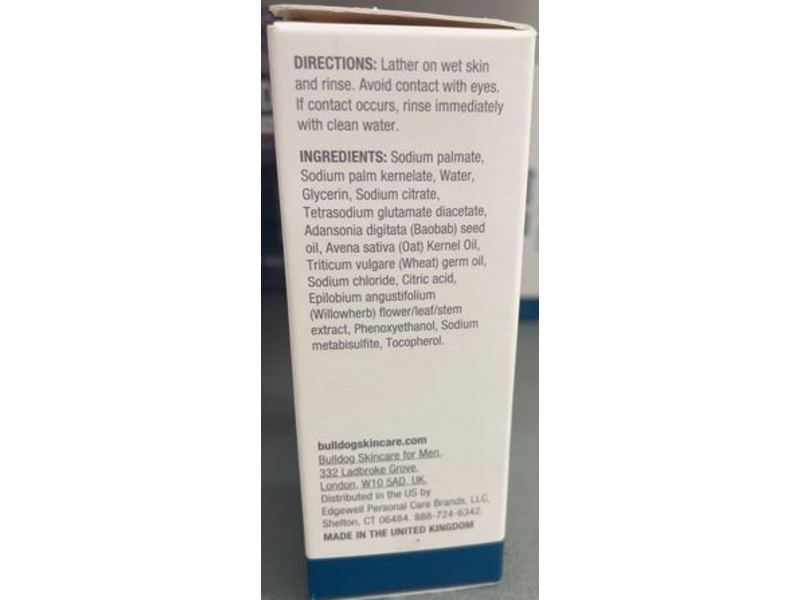 DIRECTIONS: Lather on wet skin
and rinse. Avoid contact with eyes.
If contact occurs, rinse immediately
with clean water.
INGREDIENTS: Sodium palmate,
Sodium palm kernelate, Water,
Glycerin, Sodium citrate,
Tetrasodium glutamate diacetate,
Adansonia digitata (Baobab) seed
oil, Avena sativa (Oat) Kernel Oil,
Triticum vulgare (Wheat) germ oil,
Sodium chloride, Citric acid,
Epilobium angustifolium
(Willowherb) flower/leaf/stem
extract, Phenoxyethanol, Sodium
metabisulfite, Tocopherol.
bulldogskincare.com
Bulldog Skincare for Men,
332 Ladbroke Grove,
London, W10 5AD, UK.
Distributed in the US by
Edgewell Personal Care Brands, LLC,
Shelton, CT 06484. 888-724-6342.
MADE IN THE UNITED KINGDOM